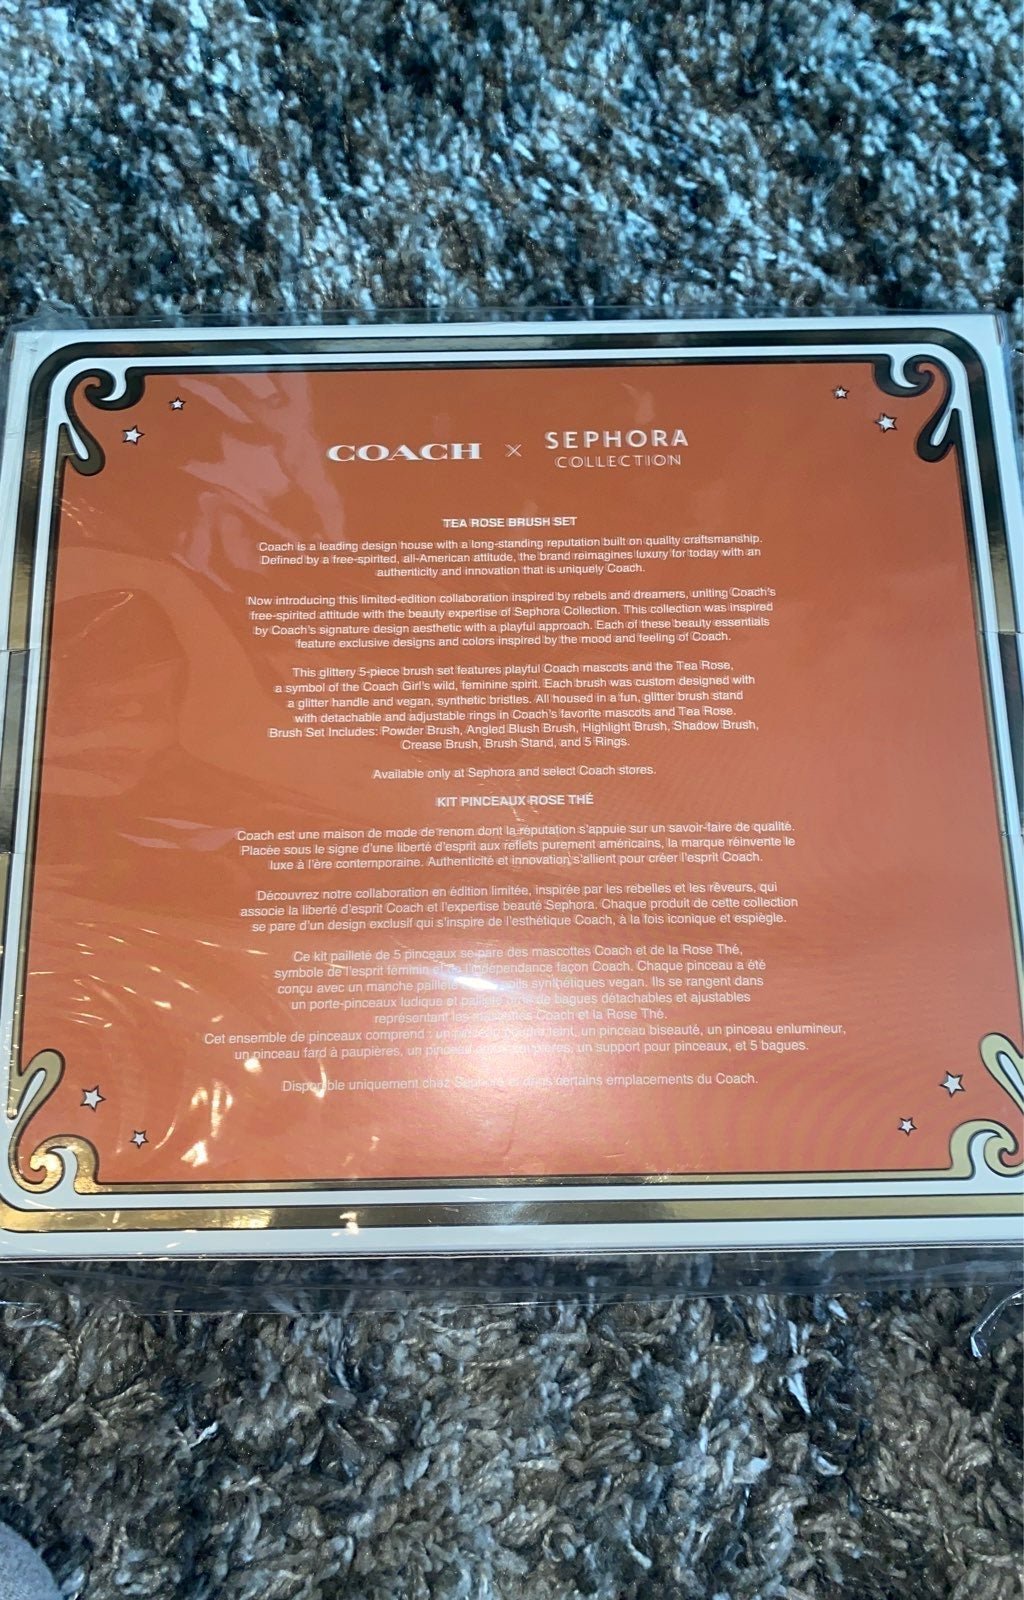 COACH × SEPHORA
COLLECTION
TEA ROSE BRUSH SET
Coach is a leading design house with a long-standing reputation built on quality craftsmanship.
Defined by a free-spirited, all-American attitude, the brand reimagines luxury for today with an
authenticity and innovation that is uniquely Coach.
Now introducing this limited-edition collaboration inspired by rebels and dreamers, uniting Coach's
free-spirited attitude with the beauty expertise of Sephora Collection. This collection was inspired
by Coach's signature design aesthetic with a playful approach. Each of these beauty essentials
feature exclusive designs and colors inspired by the mood and feeling of Coach.
This glittery 5-piece brush set features playful Coach mascots and the Tea Rose,
a symbol of the Coach Girl's wild, feminine spirit. Each brush was custom designed with
a glitter handle and vegan, synthetic bristles. All housed in a fun, glitter brush stand
with detachable and adjustable rings in Coach's favorite mascots and Tea Rose.
Brush Set Includes: Powder Brush, Angled Blush Brush, Highlight Brush, Shadow Brush,
Crease Brush, Brush Stand, and 5 Rings.
Available only at Sephora and select Coach stores.
KIT PINCEAUX ROSE THÉ
Coach est une maison de mode de renom dont la réputation s'appuie sur un savoir-faire de qualité.
Placée sous le signe d'une liberté d'esprit aux reflets purement américains, la marque réinvente le
luxe à l'ère contemporaine. Authenticité et innovation s'allient pour créer l'esprit Coach.
Découvrez notre collaboration en édition limitée, inspirée par les rebelles et les rêveurs, qui
associe la liberté d'esprit Coach et l'expertise beauté Sephora. Chaque produit de cette collection
se pare d'un design exclusif qui s'inspire de l'esthétique Coach, à la fois iconique et espiègle.
Ce kit pailleté de 5 pinceaux se pare des mascottes Coach et de la Rose Thé,
symbole de l'esprit féminin et de l'indépendance façon Coach. Chaque pinceau a été
conçu avec un manche pailleté synthétiques vegan. Ils se rangent dans
un porte-pinceaux ludique et pailleté de bagues détachables et ajustables
représentant les mascottes Coach et la Rose Thé.
Cet ensemble de pinceaux comprend : un teint, un pinceau biseauté, un pinceau enlumineur,
un pinceau fard à paupières, un un support pour pinceaux, et 5 bagues.
Disponible uniquement chez Sephora et dans certains emplacements du Coach.